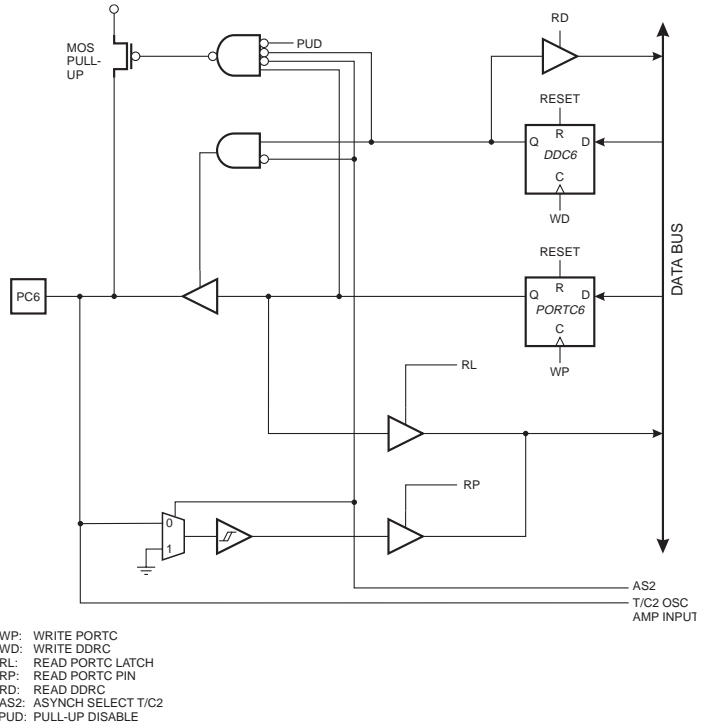 RD
MOS
PULL-
UP
PUD
RESET
R
Q
D
DDC6
C
WD
DATA BUS
RESET
PC6
R
Q
D
PORTC6
C
WP
RL
RP
0
1
AS2
T/C2 OSC
AMP INPUT
WP: WRITE PORTC
WD: WRITE DDRC
RL: READ PORTC LATCH
RP: READ PORTC PIN
RD: READ DDRC
AS2: ASYNCH SELECT T/C2
PUD: PULL-UP DISABLE